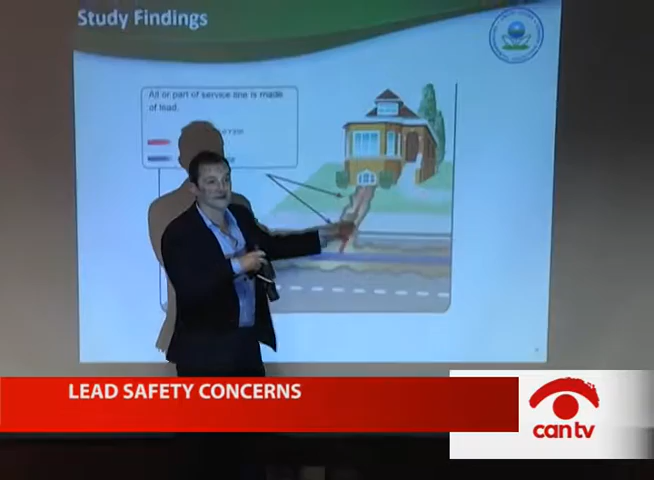 Study Findings
All or part of service line is made
of lead.
LEAD SAFETY CONCERNS
can tv